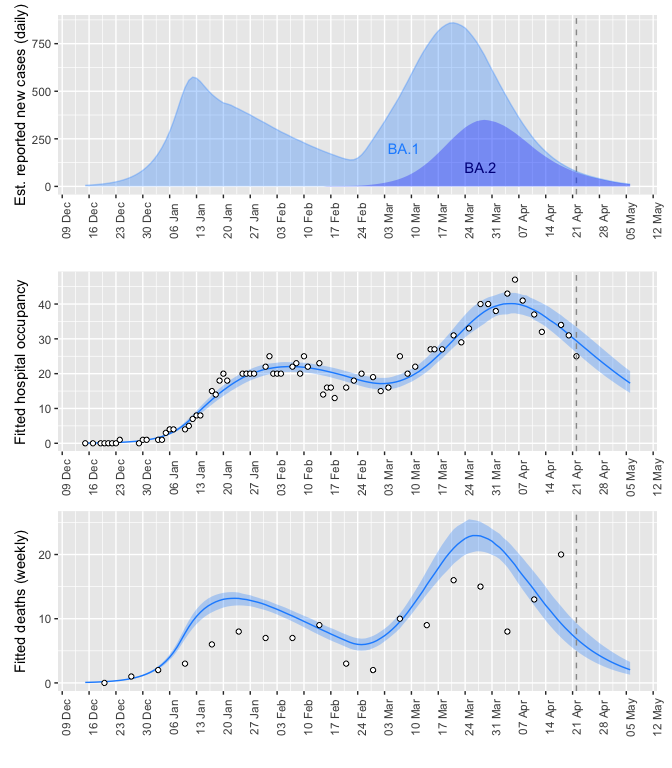 Est. reported new cases (daily)
750
500
250
0
BA.1
BA.2
09 Dec
16 Dec
23 Dec
30 Dec
06 Jan
13 Jan
20 Jan
27 Jan
03 Feb
10 Feb
17 Feb
24 Feb
03 Mar
10 Mar
17 Mar
24 Mar
31 Mar
07 Apr
14 Apr
21 Apr
28 Apr
05 May
12 May
Fitted hospital occupancy
40
30
20
10
0
09 Dec
16 Dec
23 Dec
30 Dec
06 Jan
13 Jan
20 Jan
27 Jan
03 Feb
10 Feb
17 Feb
24 Feb
03 Mar
10 Mar
17 Mar
24 Mar
31 Mar
07 Apr
14 Apr
21 Apr
28 Apr
05 May
12 May
Fitted deaths (weekly)
20
10
0
09 Dec
16 Dec
23 Dec
30 Dec
06 Jan
13 Jan
20 Jan
27 Jan
03 Feb
10 Feb
17 Feb
24 Feb
03 Mar
10 Mar
17 Mar
24 Mar
31 Mar
07 Apr
14 Apr
21 Apr
28 Apr
05 May
12 May